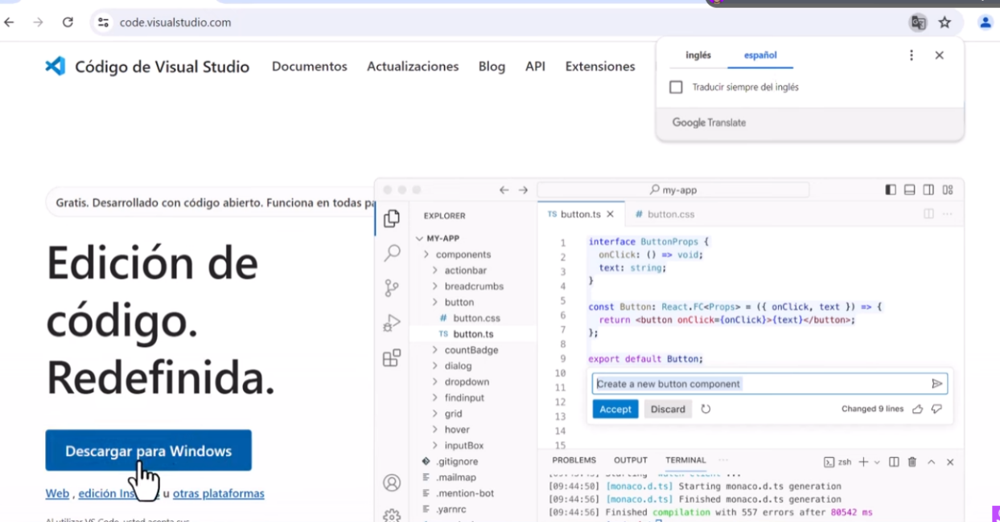 code.visualstudio.com
Código de Visual Studio Documentos Actualizaciones Blog API Extensiones
inglés español
Traducir siempre del inglés
Google Translate
Gratis. Desarrollado con código abierto. Funciona en todas
Edición de
código.
Redefinida.
Descargar para Windows
Web , edición u otras plataformas
Al utilizar VS Code, usted acepta sus
my-app
EXPLORER
MY-APP
components
actionbar
breadcrumbs
button
# button.css
TS button.ts
countBadge
dialog
dropdown
findinput
grid
hover
inputBox
.gitignore
.mailmap
.mention-bot
.yarnrc
TS button.ts # button.css
1 interface ButtonProps {
2 onClick: () => void;
3 text: string;
4 }
5
6 const Button: React.FC<Props> = ({ onClick, text }) => {
7 return <button onClick={onClick}>{text}</button>;
8 };
9 export default Button;
10
11
12
13
14
15
Create a new button component
Accept Discard Changed 9 lines
PROBLEMS OUTPUT TERMINAL ··· zsh
[09:44:50] [monaco.d.ts] Starting monaco.d.ts generation
[09:44:56] [monaco.d.ts] Finished monaco.d.ts generation
[09:44:56] Finished compilation with 557 errors after 80542 ms